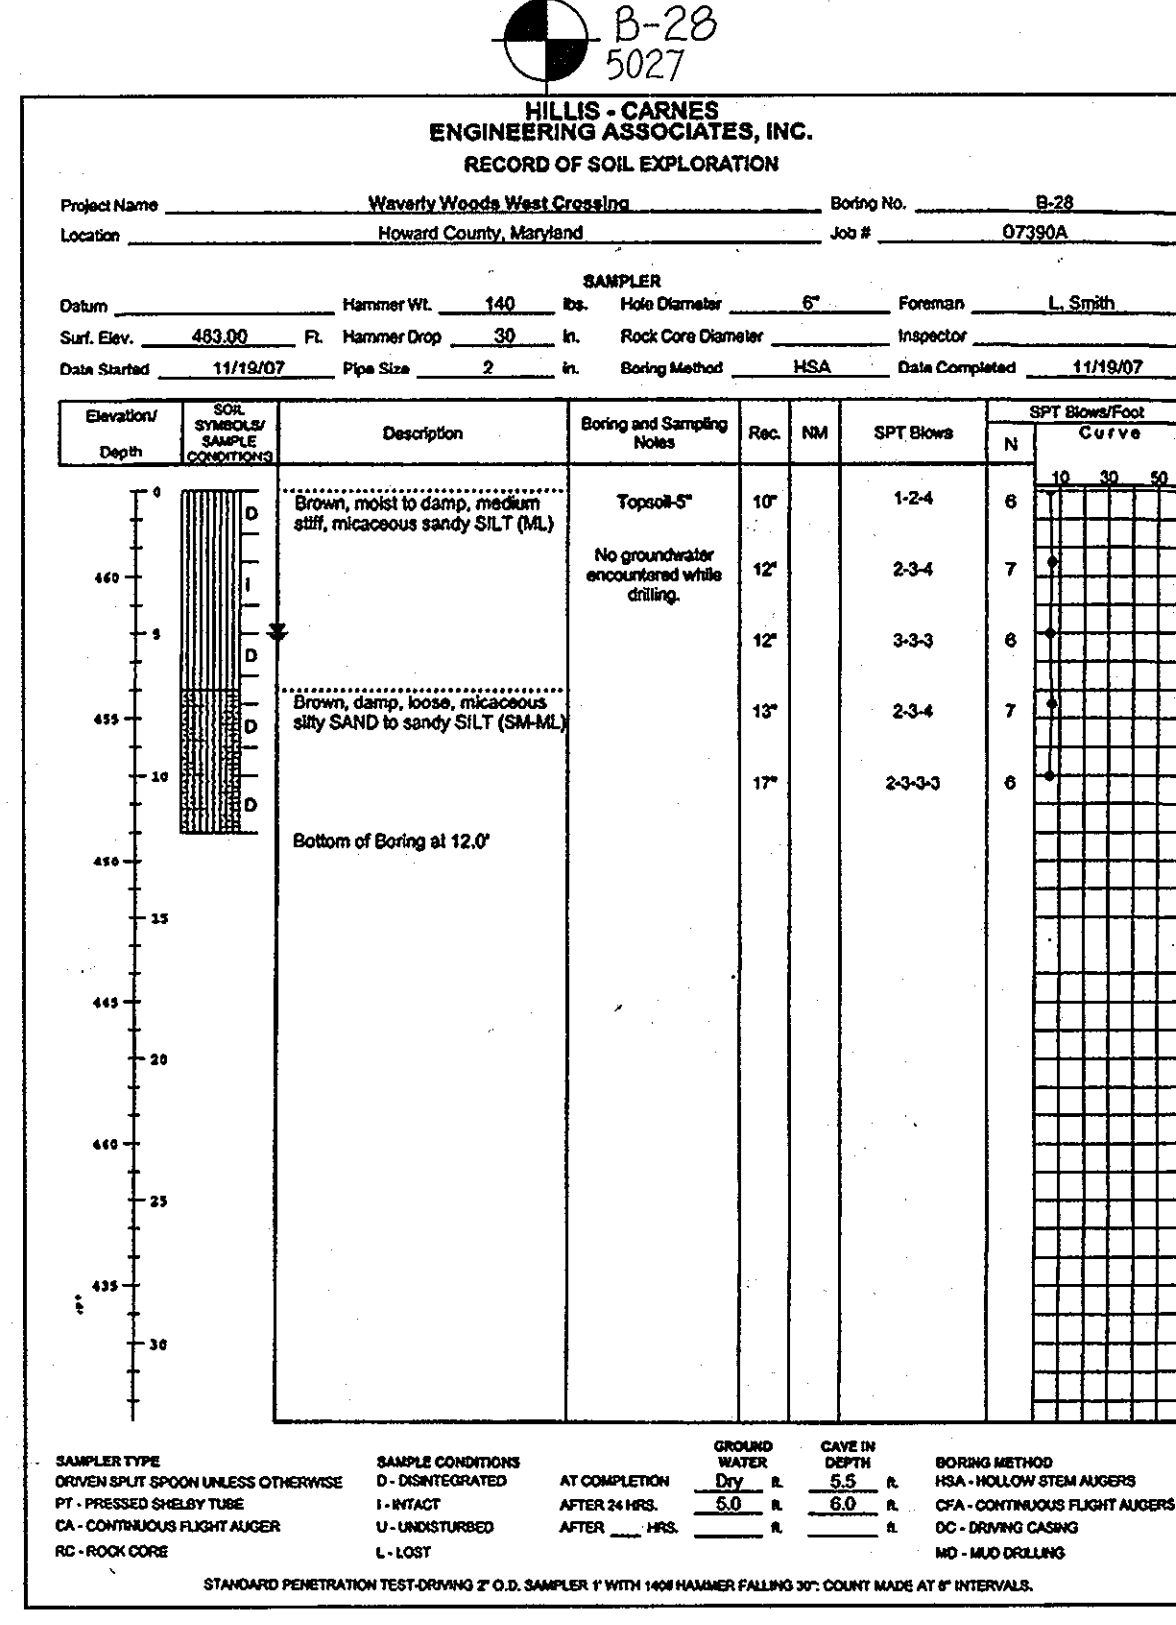 B-28
5027
HILLIS - CARNES
ENGINEERING ASSOCIATES, INC.
RECORD OF SOIL EXPLORATION
Project Name Waverly Woods West Crossing Boring No. B-28
Location Howard County, Maryland Job # 07390A
SAMPLER
Datum Hammer Wt. 140 lbs. Hole Diameter 6" Foreman L. Smith
Surf. Elev. 463.00 Ft. Hammer Drop 30 in. Rock Core Diameter Inspector
Date Started 11/19/07 Pipe Size 2 in. Boring Method HSA Date Completed 11/19/07
Elevation/ Depth
SOIL SYMBOLS/ SAMPLE CONDITIONS
Description
Boring and Sampling Notes
Rec.
NM
SPT Blows
SPT Blows/Foot
N
Curve
10 30 50
0
D
Brown, moist to damp, medium
stiff, micaceous sandy SILT (ML)
Topsoil-5"
10" 1-2-4 6
No groundwater
encountered while
drilling.
460
I
12" 2-3-4 7
5
D
12" 3-3-3 6
Brown, damp, loose, micaceous
silty SAND to sandy SILT (SM-ML)
455
D
13" 2-3-4 7
10
D
17" 2-3-3-3 6
Bottom of Boring at 12.0'
450
15
445
20
440
25
435
30
SAMPLER TYPE
DRIVEN SPLIT SPOON UNLESS OTHERWISE
PT - PRESSED SHELBY TUBE
CA - CONTINUOUS FLIGHT AUGER
RC - ROCK CORE
SAMPLE CONDITIONS
D - DISINTEGRATED
I - INTACT
U - UNDISTURBED
L - LOST
GROUND WATER
CAVE IN DEPTH
AT COMPLETION Dry ft. 5.5 ft.
AFTER 24 HRS. 5.0 ft. 6.0 ft.
AFTER ___ HRS. ft. ft.
BORING METHOD
HSA - HOLLOW STEM AUGERS
CFA - CONTINUOUS FLIGHT AUGERS
DC - DRIVING CASING
MD - MUD DRILLING
STANDARD PENETRATION TEST-DRIVING 2" O.D. SAMPLER 1' WITH 140# HAMMER FALLING 30": COUNT MADE AT 6" INTERVALS.